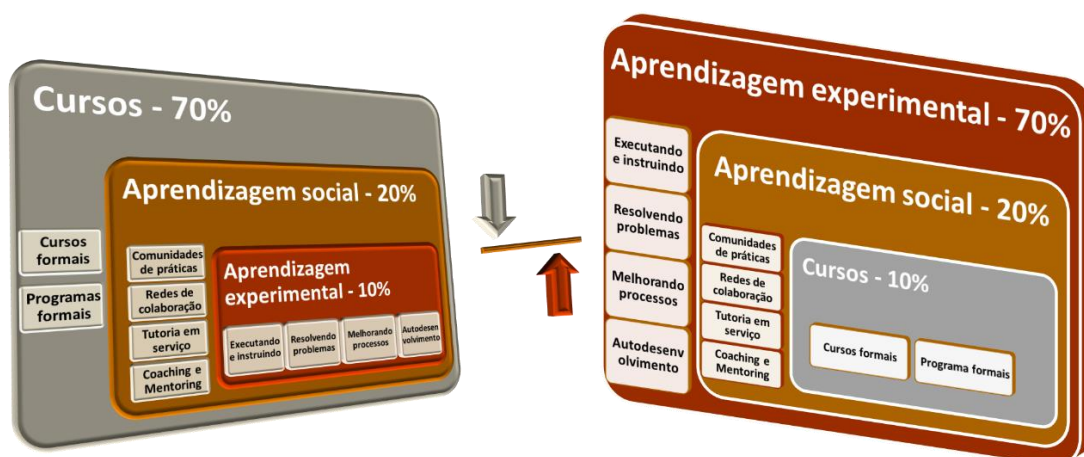 Cursos - 70%
Cursos
formais
Programas
formais
Aprendizagem social - 20%
Comunidades
de práticas
Redes de
colaboração
Tutoria em
serviço
Coaching e
Mentoring
Aprendizagem
experimental - 10%
Executando
e instruindo
Resolvendo
problemas
Melhorando
processos
Autodesen
volvimento
Aprendizagem experimental - 70%
Executando
e instruindo
Resolvendo
problemas
Melhorando
processos
Autodesenv
olvimento
Aprendizagem social - 20%
Comunidades
de práticas
Redes de
colaboração
Tutoria em
serviço
Coaching e
Mentoring
Cursos - 10%
Cursos formais
Programa formais